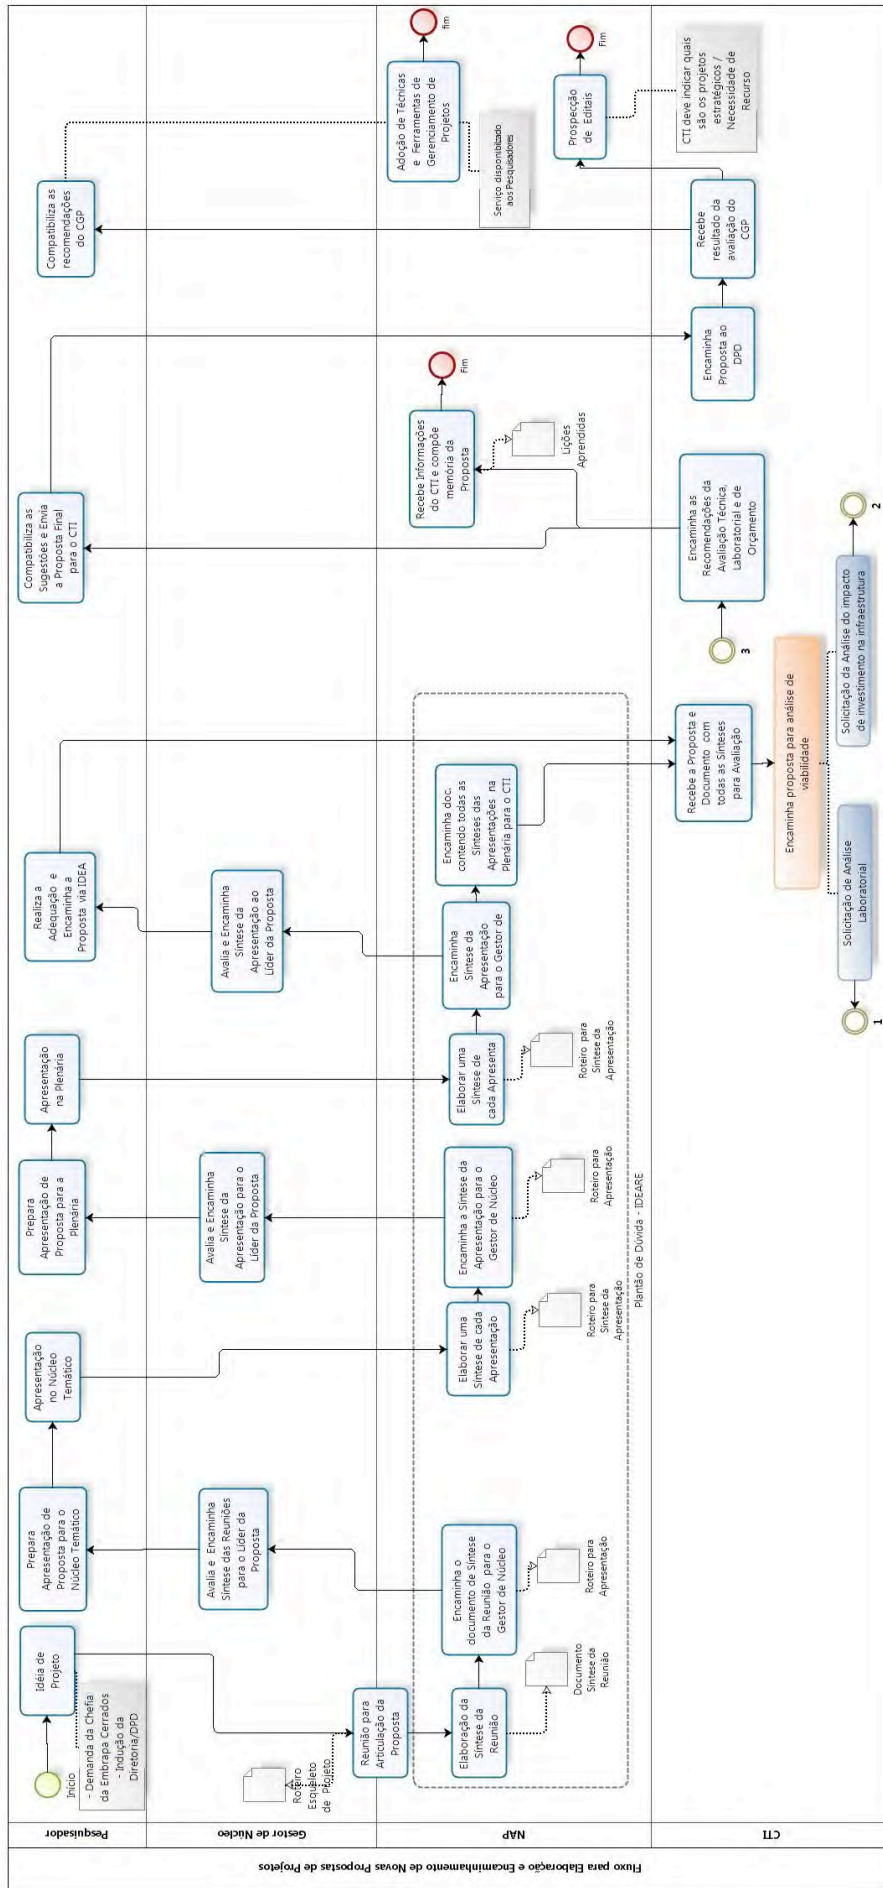 Fluxo para Elaboração e Encaminhamento de Novas Propostas de Projetos
Pesquisador
Início
- Demanda da Chefia
da Embrapa Cerrados
- Indução da
Diretoria/DPD
Idéia de
Projeto
Prepara
Apresentação de
Proposta para o
Núcleo Temático
Apresentação
no Núcleo
Temático
Prepara
Apresentação de
Proposta para a
Plenária
Apresentação
na Plenária
Realiza a
Adequação e
Encaminha a
Proposta via IDEA
Compatibiliza as
Sugestões e Envia
a Proposta Final
para o CTI
Compatibiliza as
recomendações
do CGP
Gestor de Núcleo
Roteiro
Esqueleto
de Projeto
Avalia e Encaminha
Síntese das Reuniões
para o Líder da
Proposta
Avalia e Encaminha
Síntese da
Apresentação para o
Líder da Proposta
Avalia e Encaminha
Síntese da
Apresentação ao
Líder da Proposta
NAP
Reunião para
Articulação da
Proposta
Elaboração da
Síntese da
Reunião
Documento
Síntese da
Reunião
Encaminha o
documento de Síntese
da Reunião para o
Gestor de Núcleo
Roteiro para
Apresentação
Elaborar uma
Síntese de cada
Apresentação
Roteiro para
Síntese da
Apresentação
Encaminha a Síntese da
Apresentação para o
Gestor de Núcleo
Roteiro para
Apresentação
Elaborar uma
Síntese de
cada Apresenta
Roteiro para
Síntese da
Apresentação
Encaminha
Síntese da
Apresentação
para o Gestor de
Encaminha doc.
contendo todas as
Sínteses das
Apresentações na
Plenária para o CTI
Plantão de Dúvida - IDEARE
Recebe Informações
do CTI e compõe
memória da
Proposta
Fim
Lições
Aprendidas
Adoção de Técnicas
e Ferramentas de
Gerenciamento de
Projetos
fim
Serviço disponibilizado
aos Pesquisadores
Prospecção
de Editais
Fim
CTI
Recebe a Proposta e
Documento com
todas as Sínteses
para Avaliação
Encaminha proposta para análise de
viabilidade
Solicitação de Análise
Laboratorial
1
Solicitação da Análise do impacto
de investimento na infraestrutura
2
3
Encaminha as
Recomendações da
Avaliação Técnica,
Laboratorial e de
Orçamento
Encaminha
Proposta ao
DPD
Recebe
resultado da
avaliação do
CGP
CTI deve indicar quais
são os projetos
estratégicos /
Necessidade de
Recurso